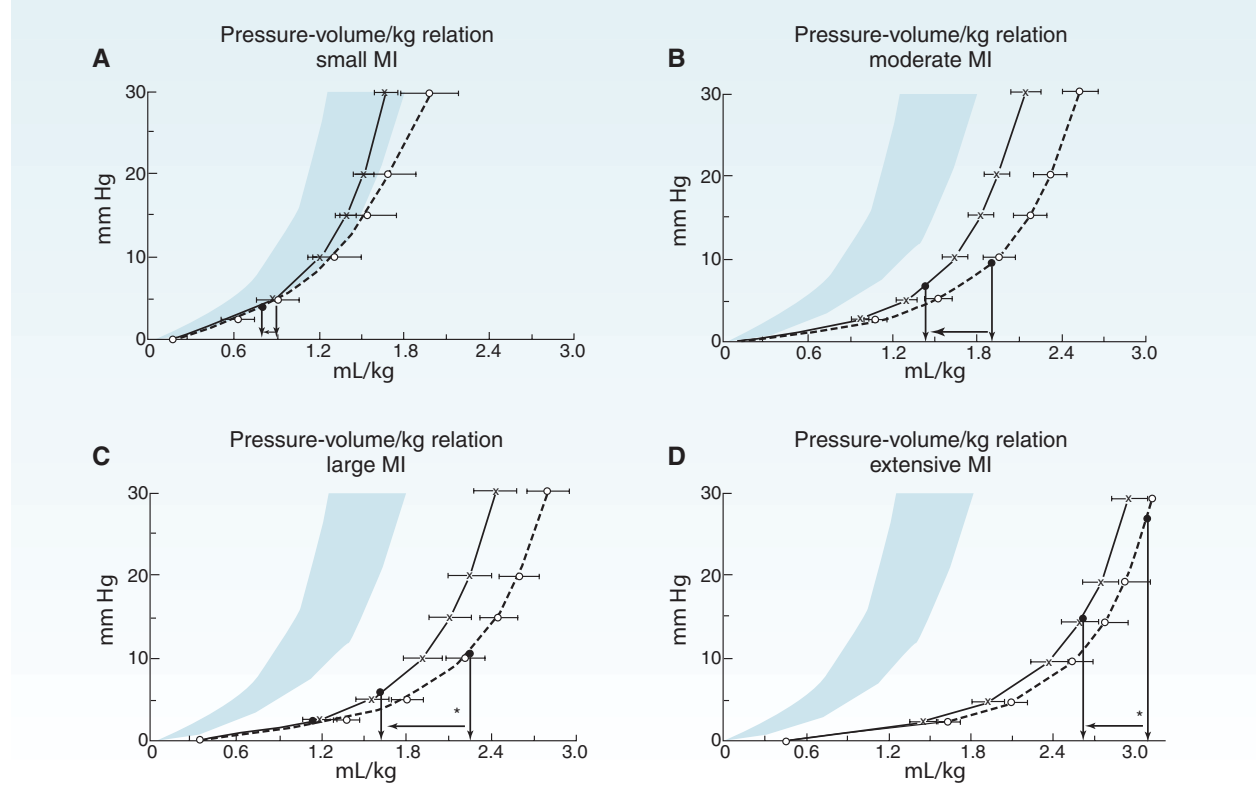 A
Pressure-volume/kg relation
small MI
mm Hg
30
20
10
0
0 0.6 1.2 1.8 2.4 3.0
mL/kg
B
Pressure-volume/kg relation
moderate MI
mm Hg
30
20
10
0
0 0.6 1.2 1.8 2.4 3.0
mL/kg
C
Pressure-volume/kg relation
large MI
mm Hg
30
20
10
0
*
0 0.6 1.2 1.8 2.4 3.0
mL/kg
D
Pressure-volume/kg relation
extensive MI
mm Hg
30
20
10
0
*
0 0.6 1.2 1.8 2.4 3.0
mL/kg